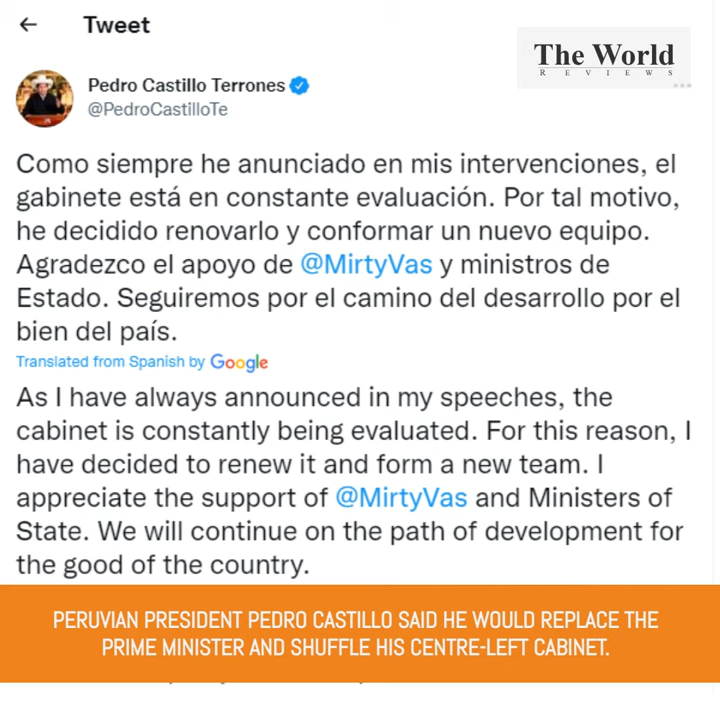 Tweet
The World
REVIEWS
Pedro Castillo Terrones
@PedroCastilloTe
Como siempre he anunciado en mis intervenciones, el
gabinete está en constante evaluación. Por tal motivo,
he decidido renovarlo y conformar un nuevo equipo.
Agradezco el apoyo de @MirtyVas y ministros de
Estado. Seguiremos por el camino del desarrollo por el
bien del país.
Translated from Spanish by Google
As I have always announced in my speeches, the
cabinet is constantly being evaluated. For this reason, I
have decided to renew it and form a new team. I
appreciate the support of @MirtyVas and Ministers of
State. We will continue on the path of development for
the good of the country.
PERUVIAN PRESIDENT PEDRO CASTILLO SAID HE WOULD REPLACE THE
PRIME MINISTER AND SHUFFLE HIS CENTRE-LEFT CABINET.